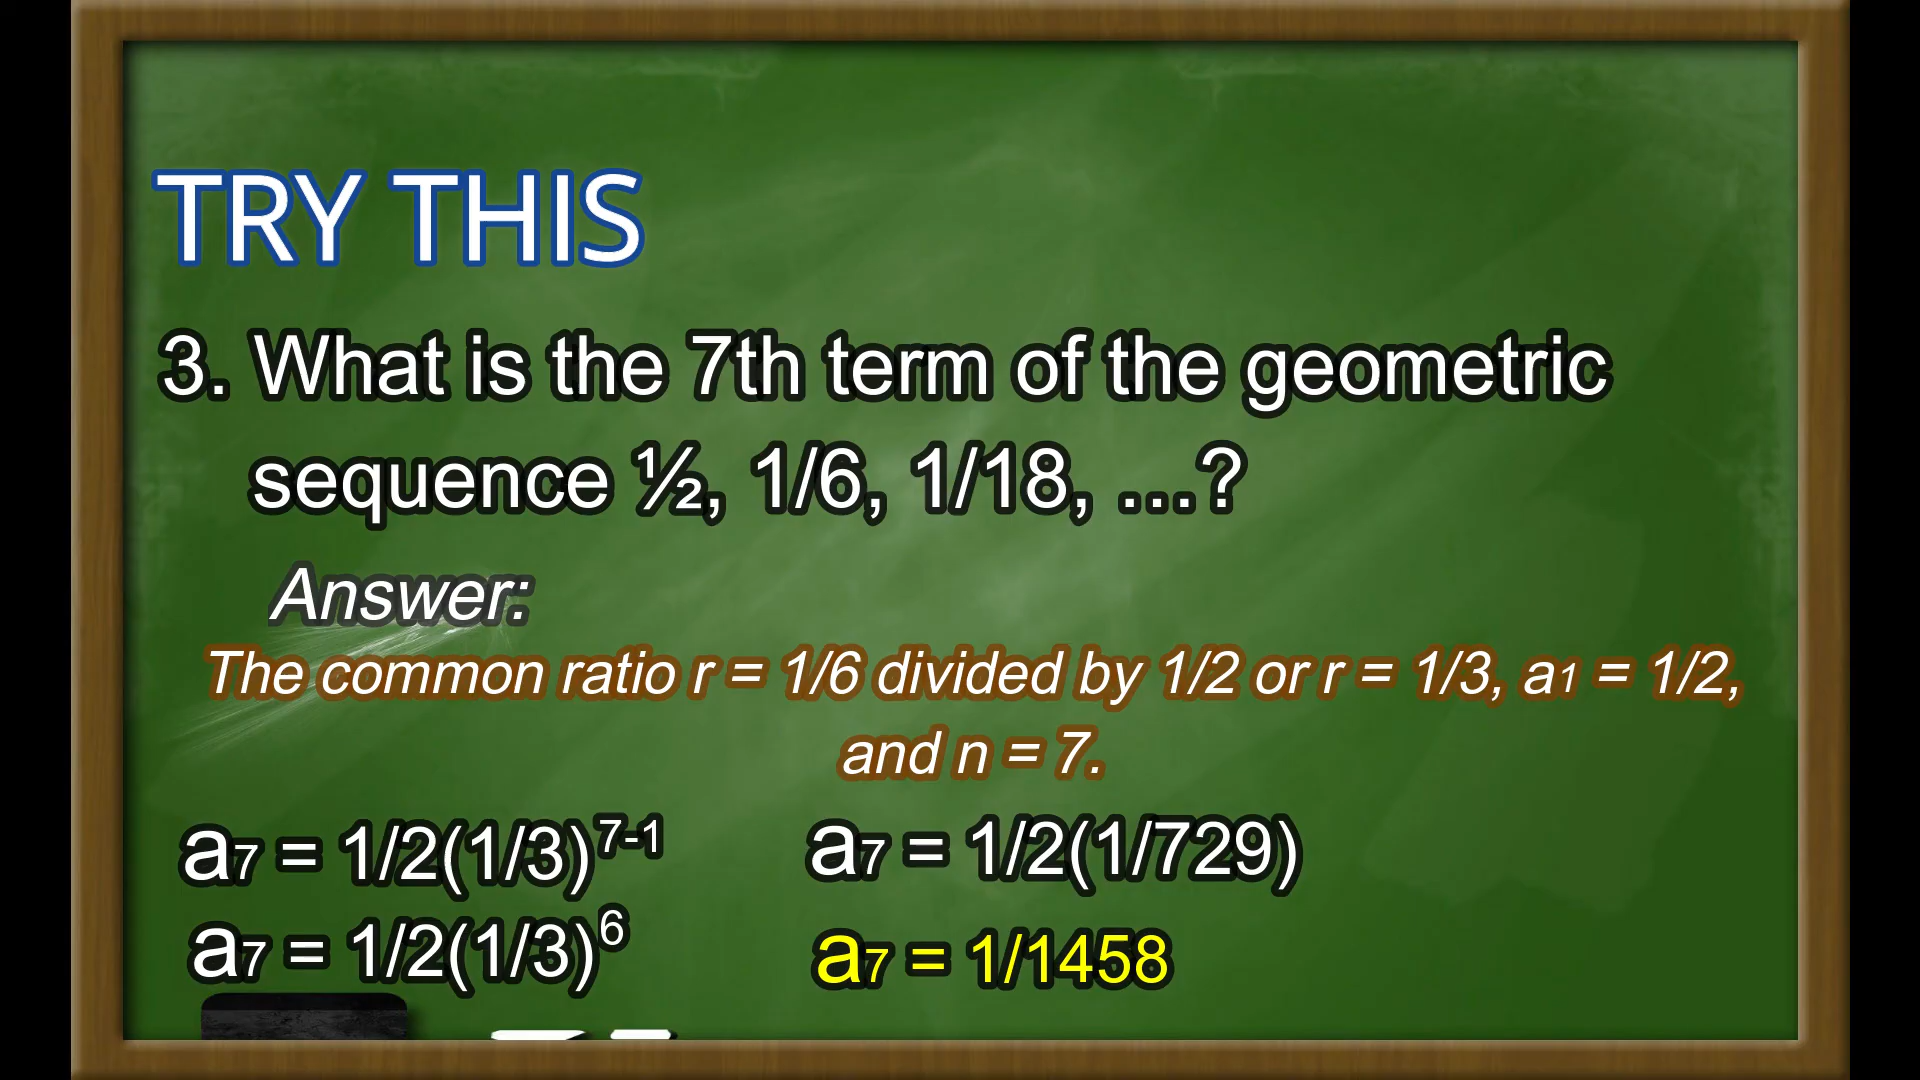 TRY THIS
3. What is the 7th term of the geometric
sequence ½, 1/6, 1/18, ...?
Answer:
The common ratio r = 1/6 divided by 1/2 or r = 1/3, a₁ = 1/2,
and n = 7.
a₇ = 1/2(1/3)⁷⁻¹
a₇ = 1/2(1/3)⁶
a₇ = 1/2(1/729)
a₇ = 1/1458